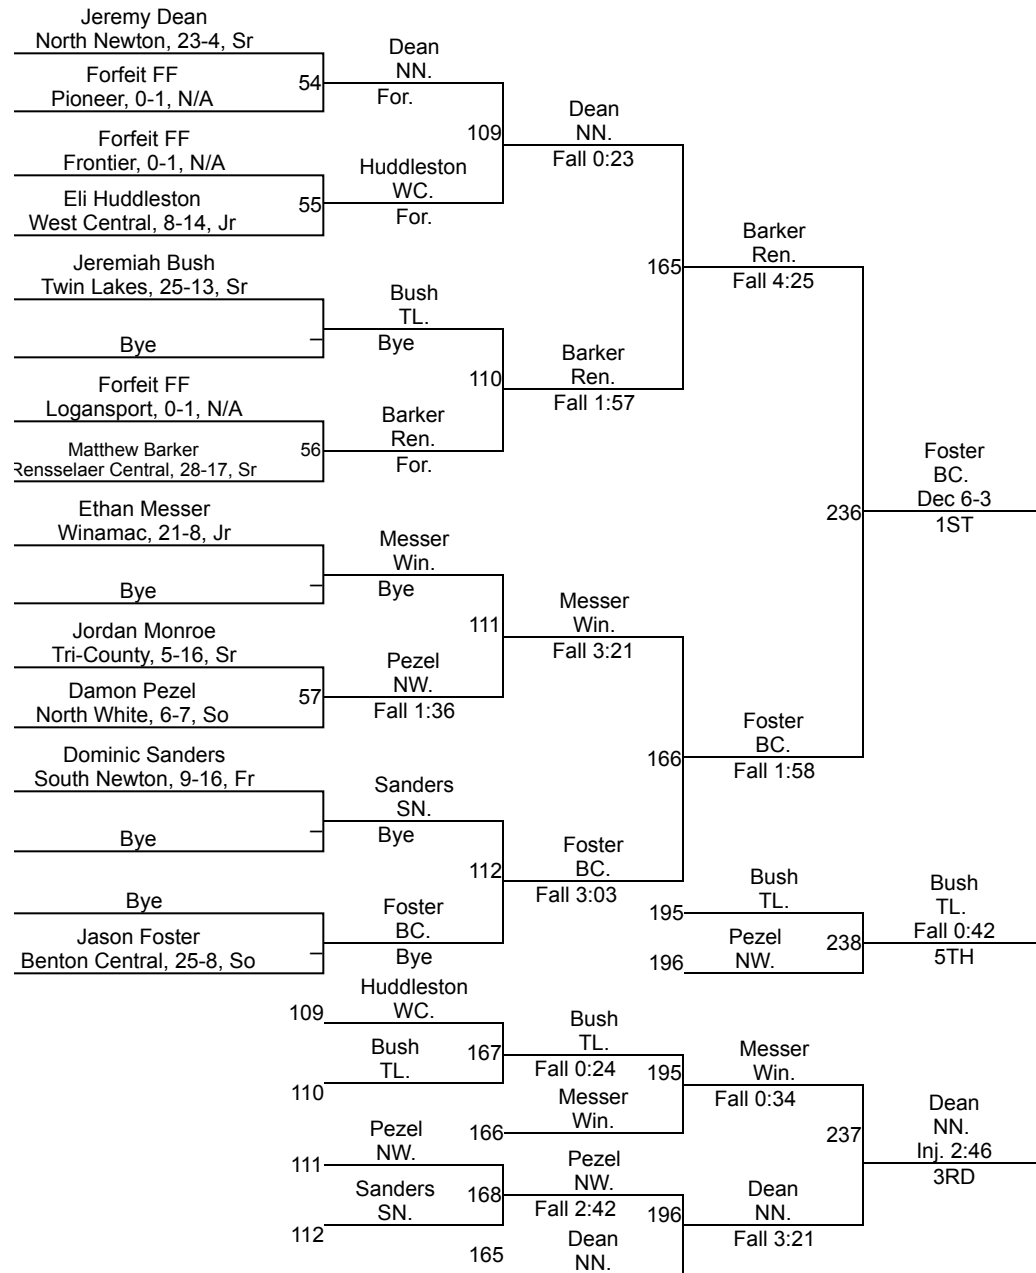 Jeremy Dean
North Newton, 23-4, Sr
Forfeit FF
Pioneer, 0-1, N/A
54
Forfeit FF
Frontier, 0-1, N/A
Eli Huddleston
West Central, 8-14, Jr
55
Jeremiah Bush
Twin Lakes, 25-13, Sr
Bye
Forfeit FF
Logansport, 0-1, N/A
Matthew Barker
Rensselaer Central, 28-17, Sr
56
Ethan Messer
Winamac, 21-8, Jr
Bye
Jordan Monroe
Tri-County, 5-16, Sr
Damon Pezel
North White, 6-7, So
57
Dominic Sanders
South Newton, 9-16, Fr
Bye
Bye
Jason Foster
Benton Central, 25-8, So
Dean
NN.
For.
109
Huddleston
WC.
For.
Bush
TL.
Bye
110
Barker
Ren.
For.
Messer
Win.
Bye
111
Pezel
NW.
Fall 1:36
Sanders
SN.
Bye
112
Foster
BC.
Bye
Dean
NN.
Fall 0:23
165
Barker
Ren.
Fall 1:57
Messer
Win.
Fall 3:21
166
Foster
BC.
Fall 3:03
Barker
Ren.
Fall 4:25
236
Foster
BC.
Fall 1:58
Foster
BC.
Dec 6-3
1ST
195
Bush
TL.
196
Pezel
NW.
238
Bush
TL.
Fall 0:42
5TH
109
Huddleston
WC.
110
Bush
TL.
167
Bush
TL.
Fall 0:24
166
Messer
Win.
195
Messer
Win.
Fall 0:34
111
Pezel
NW.
112
Sanders
SN.
168
Pezel
NW.
Fall 2:42
165
Dean
NN.
196
Dean
NN.
Fall 3:21
237
Dean
NN.
Inj. 2:46
3RD